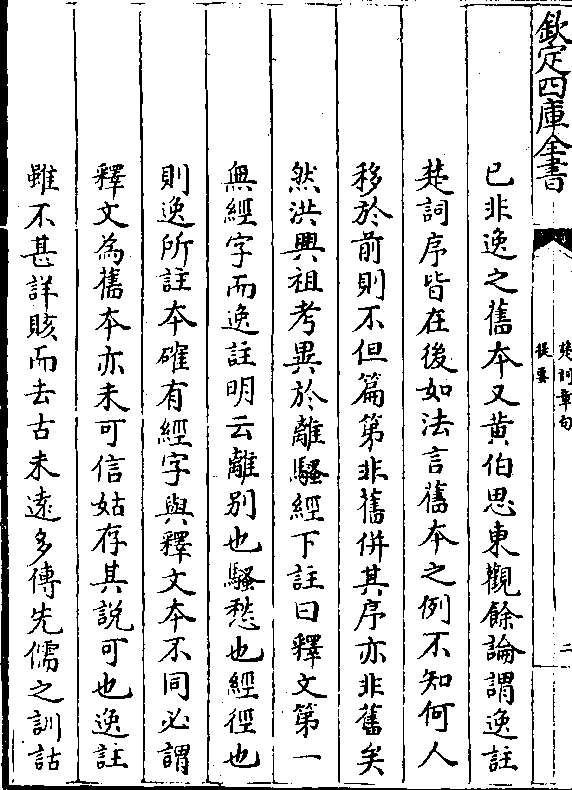 欽定四庫全書
楚詞章句
提要
二
已非逸之舊本又黄伯思東觀餘論謂逸註
楚詞序皆在後如法言舊本之例不知何人
移於前則不但篇第非舊併其序亦非舊矣
然洪興祖考異於離騷經下註曰釋文第一
無經字而逸註明云離别也騷愁也經徑也
則逸所註本確有經字與釋文本不同必謂
釋文為舊本亦未可信姑存其説可也逸註
雖不甚詳賅而去古未遠多傳先儒之訓詁